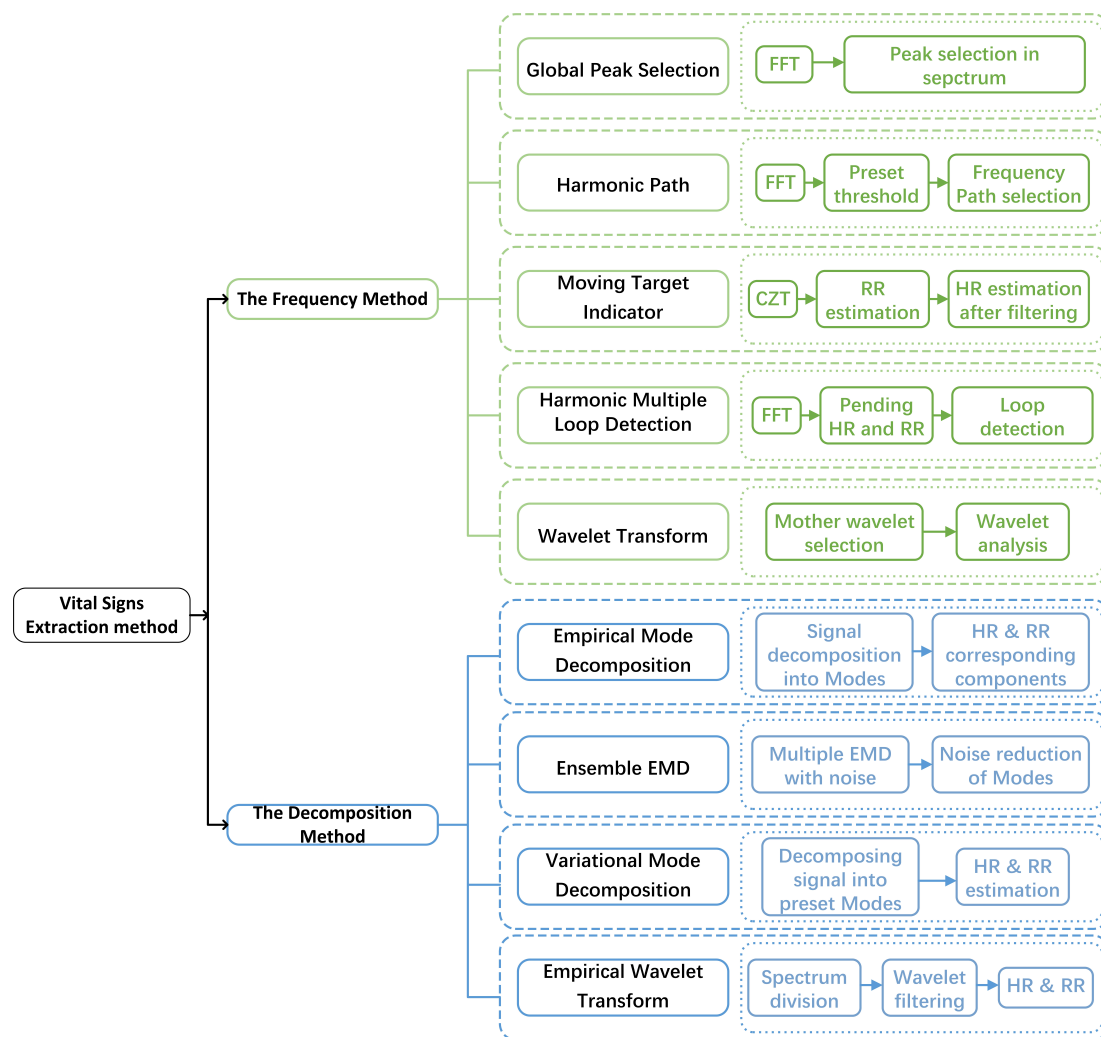 Vital Signs
Extraction method
The Frequency Method
Global Peak Selection
FFT
Peak selection in
sepctrum
Harmonic Path
FFT
Preset
threshold
Frequency
Path selection
Moving Target
Indicator
CZT
RR
estimation
HR estimation
after filtering
Harmonic Multiple
Loop Detection
FFT
Pending
HR and RR
Loop
detection
Wavelet Transform
Mother wavelet
selection
Wavelet
analysis
The Decomposition
Method
Empirical Mode
Decomposition
Signal
decomposition
into Modes
HR & RR
corresponding
components
Ensemble EMD
Multiple EMD
with noise
Noise reduction
of Modes
Variational Mode
Decomposition
Decomposing
signal into
preset Modes
HR & RR
estimation
Empirical Wavelet
Transform
Spectrum
division
Wavelet
filtering
HR & RR